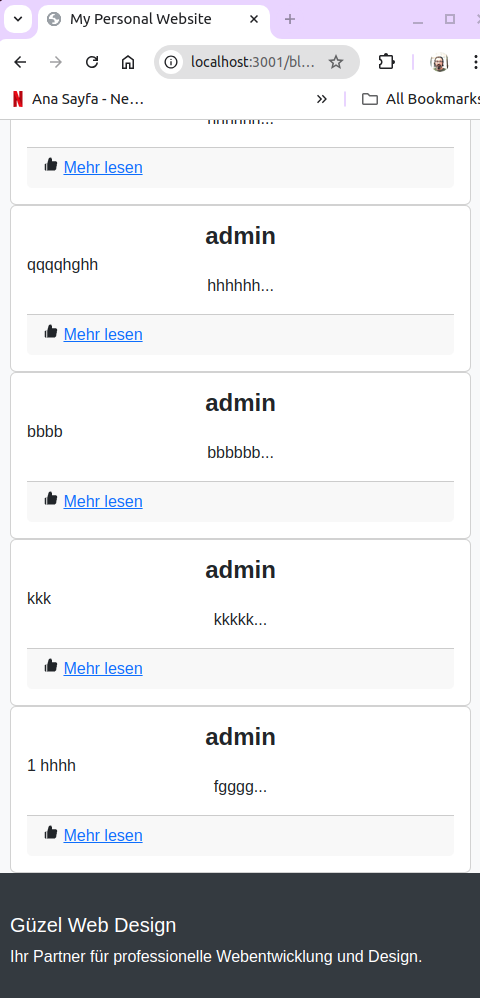 My Personal Website
localhost:3001/bl...
Ana Sayfa - Ne...
All Bookmarks
Mehr lesen
admin
qqqqhghh
hhhhhh...
Mehr lesen
admin
bbbb
bbbbbb...
Mehr lesen
admin
kkk
kkkkk...
Mehr lesen
admin
1 hhhh
fgggg...
Mehr lesen
Güzel Web Design
Ihr Partner für professionelle Webentwicklung und Design.